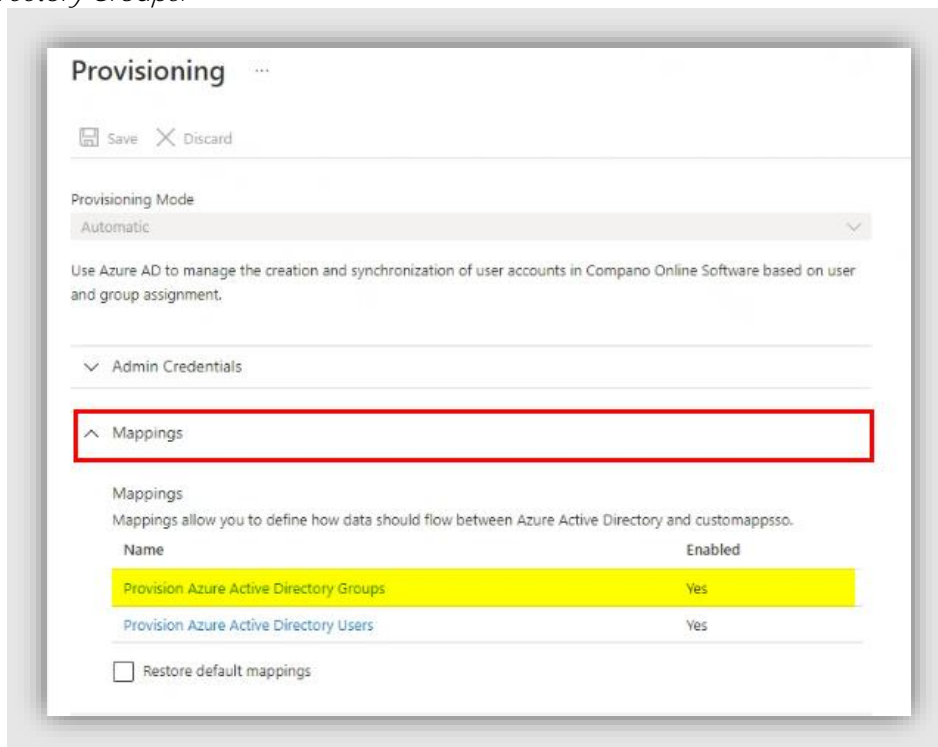 Provisioning ...
Save Discard
Provisioning Mode
Automatic
Use Azure AD to manage the creation and synchronization of user accounts in Compano Online Software based on user
and group assignment.
Admin Credentials
Mappings
Mappings
Mappings allow you to define how data should flow between Azure Active Directory and customappsso.
Name Enabled
Provision Azure Active Directory Groups Yes
Provision Azure Active Directory Users Yes
Restore default mappings